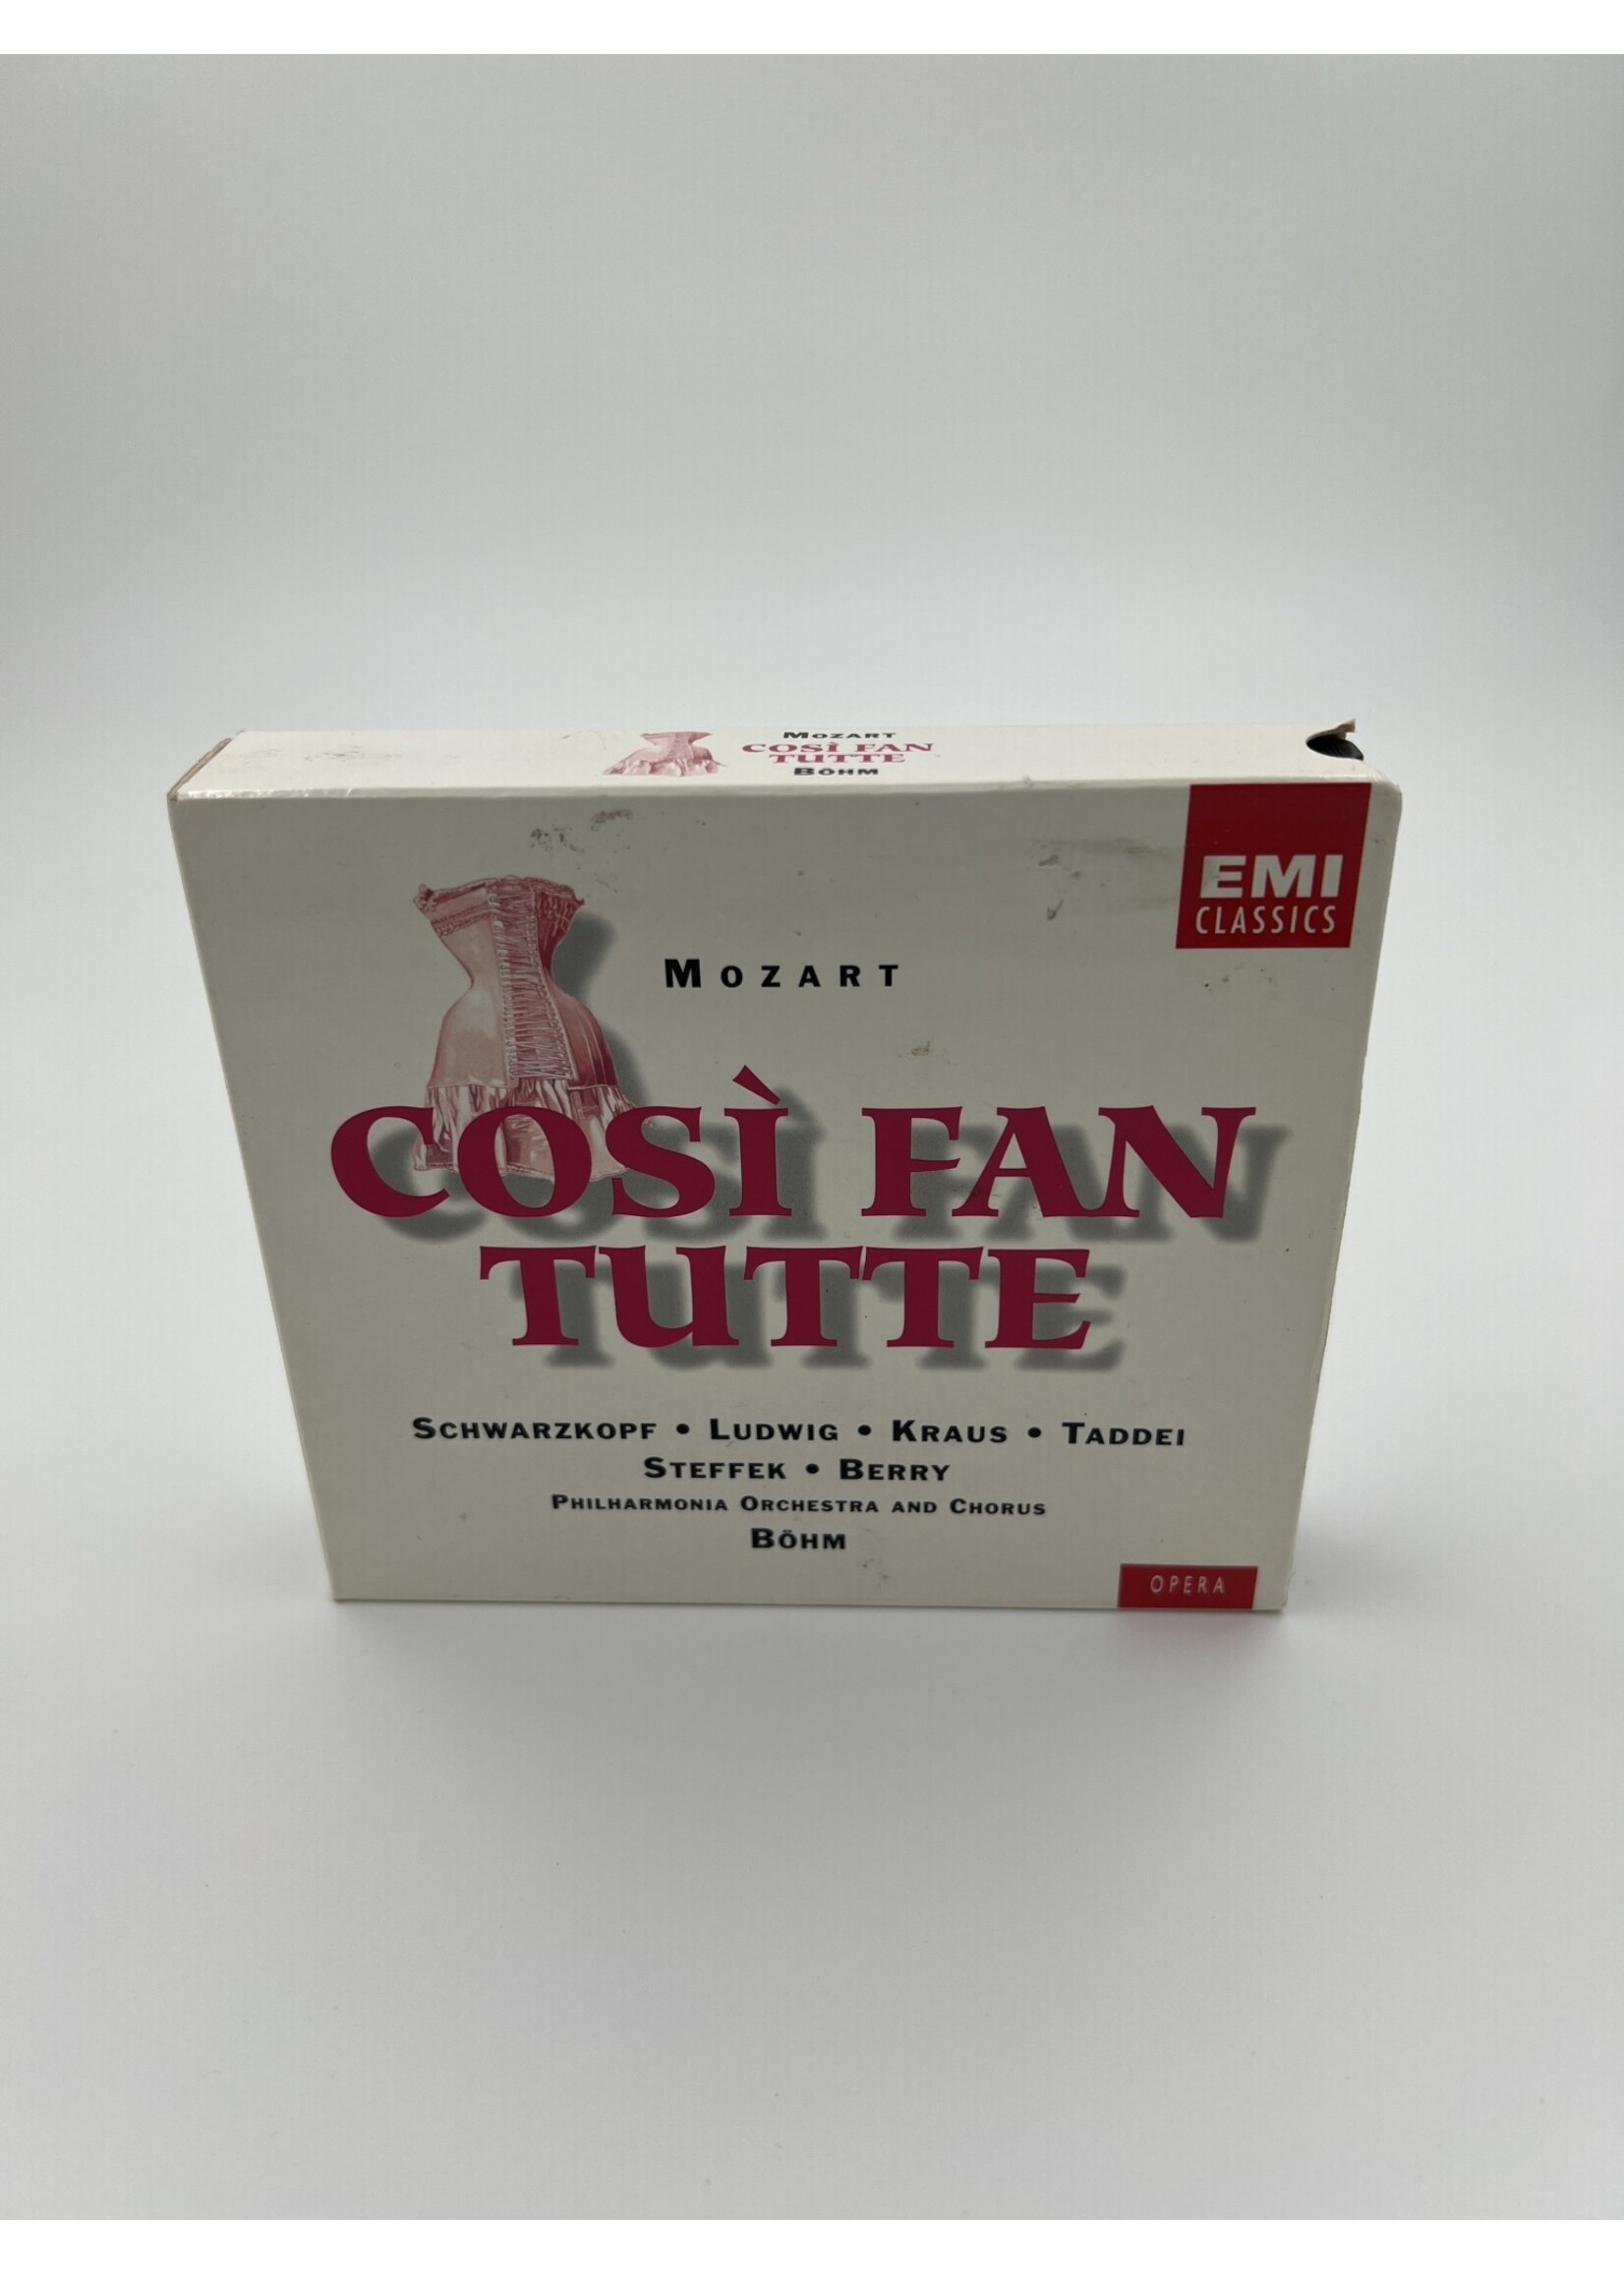 MOZART
COSÌ FAN
TUTTE
BÖHM
EMI
CLASSICS
MOZART
COSÌ FAN
TUTTE
SCHWARZKOPF • LUDWIG • KRAUS • TADDEI
STEFFEK • BERRY
PHILHARMONIA ORCHESTRA AND CHORUS
BÖHM
OPERA